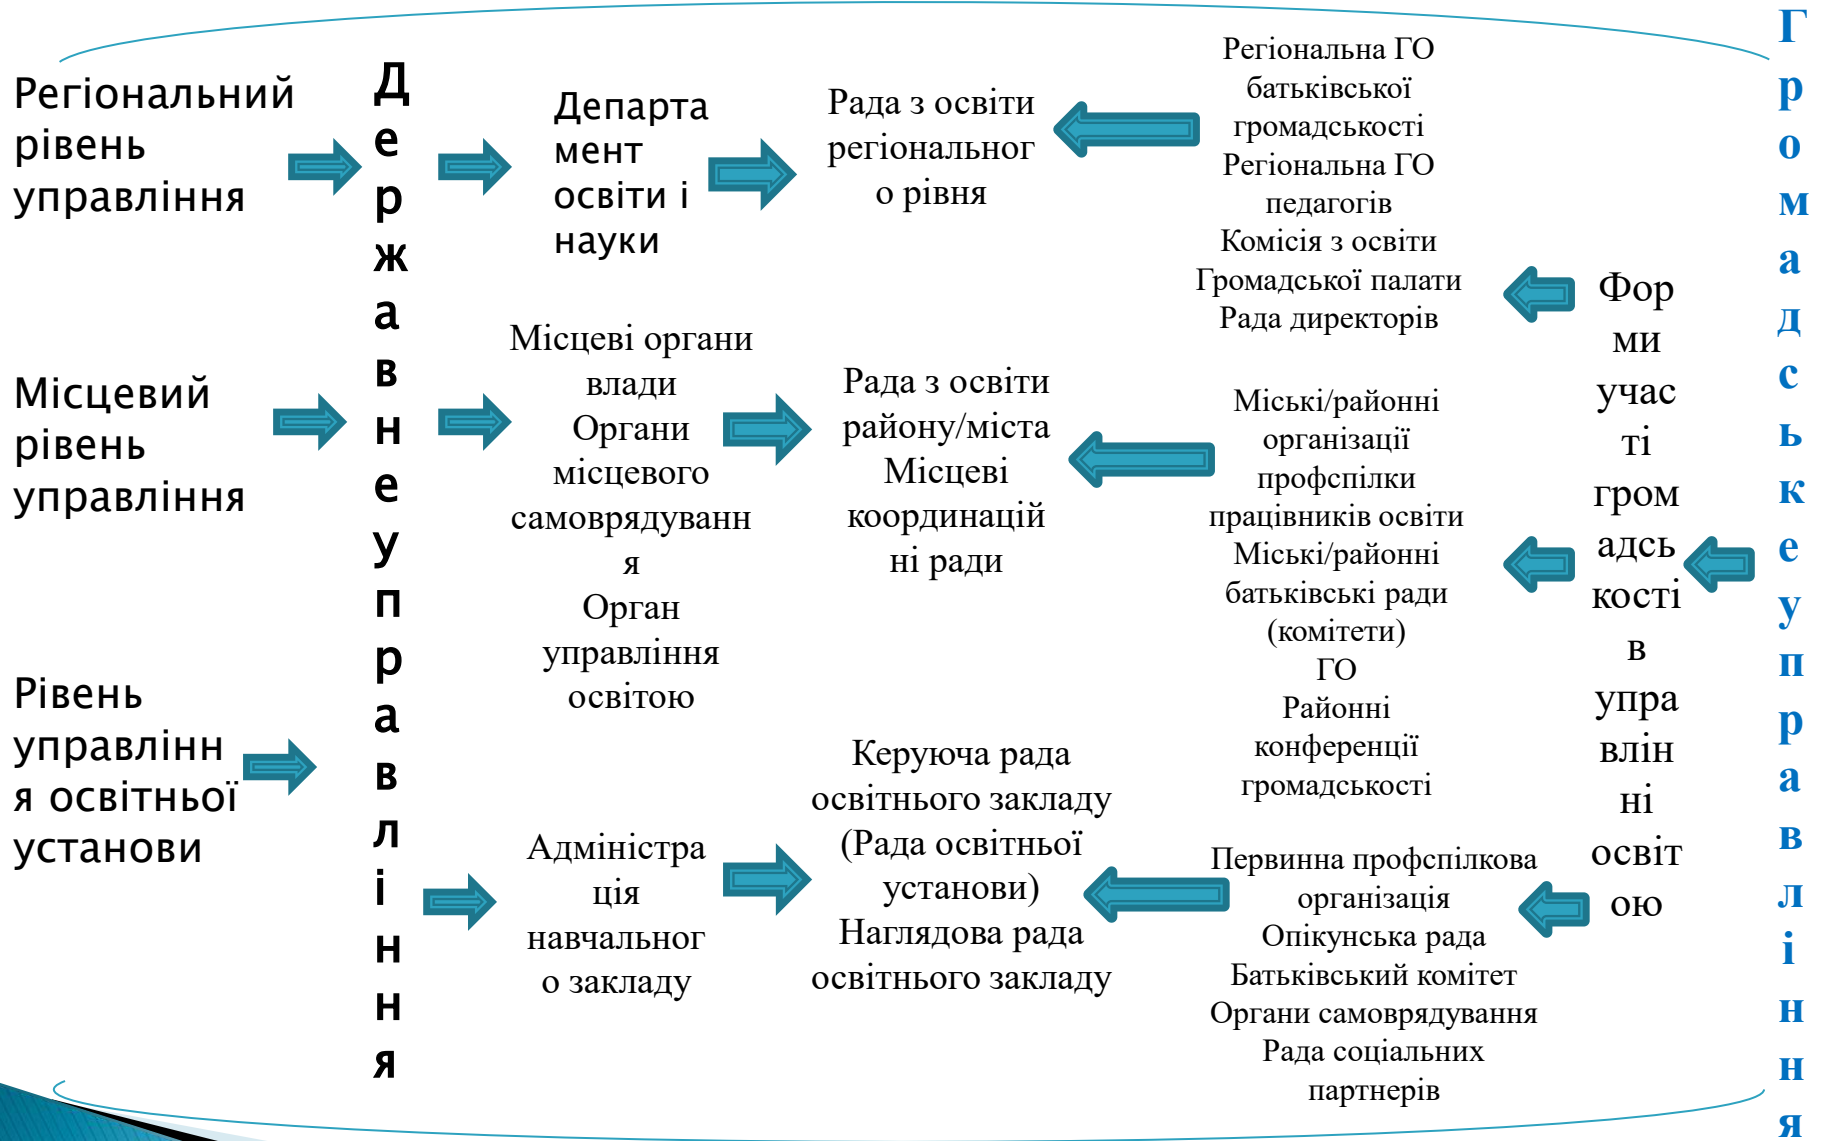 Регіональний
рівень
управління
Місцевий
рівень
управління
Рівень
управлінн
я освітньої
установи
Д
е
р
ж
а
в
н
е
у
п
р
а
в
л
і
н
н
я
Департа
мент
освіти і
науки
Місцеві органи
влади
Органи
місцевого
самоврядуванн
я
Орган
управління
освітою
Адміністра
ція
навчальног
о закладу
Рада з освіти
регіональног
о рівня
Рада з освіти
району/міста
Місцеві
координацій
ні ради
Керуюча рада
освітнього закладу
(Рада освітньої
установи)
Наглядова рада
освітнього закладу
Регіональна ГО
батьківської
громадськості
Регіональна ГО
педагогів
Комісія з освіти
Громадської палати
Рада директорів
Міські/районні
організації
профспілки
працівників освіти
Міські/районні
батьківські ради
(комітети)
ГО
Районні
конференції
громадськості
Первинна профспілкова
організація
Опікунська рада
Батьківський комітет
Органи самоврядування
Рада соціальних
партнерів
Фор
ми
учас
ті
гром
адсь
кості
в
упра
влін
ні
освіт
ою
Г
р
о
м
а
д
с
ь
к
е
у
п
р
а
в
л
і
н
н
я